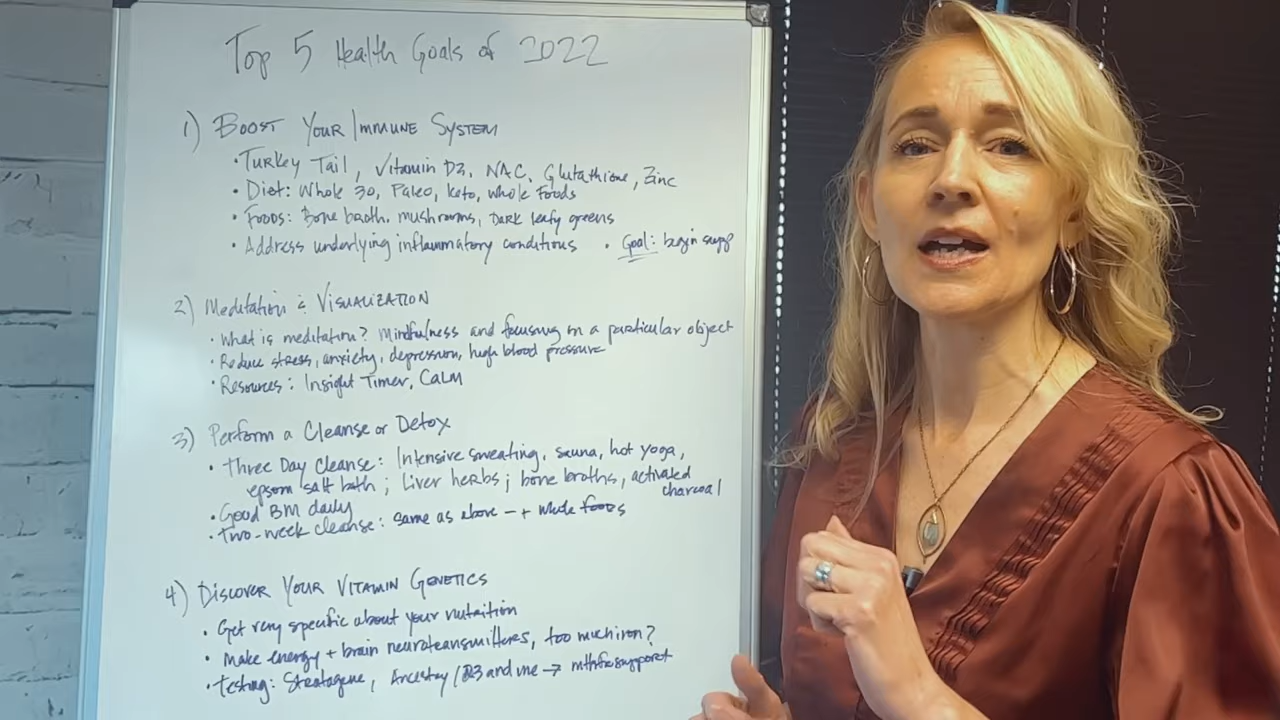 Top 5 Health Goals of 2022
1) Boost Your Immune System
• Turkey Tail, Vitamin D3, NAC, Glutathione, Zinc
• Diet: Whole 30, Paleo, Keto, whole foods
• Foods: Bone broth, mushrooms, Dark leafy greens
• Address underlying inflammatory conditions • Goal: begin supp
2) Meditation & Visualization
• What is meditation? Mindfulness and focusing on a particular object
• Reduce stress, anxiety, depression, high blood pressure
• Resources: Insight Timer, Calm
3) Perform a Cleanse or Detox
• Three Day Cleanse: Intensive sweating, sauna, hot yoga,
epsom salt bath; Liver herbs; bone broths, activated
charcoal
• Good BM daily
• Two-week cleanse: same as above — + whole foods
4) Discover Your Vitamin Genetics
• Get very specific about your nutrition
• Make energy + brain neurotransmitters, too much iron?
• Testing: Stratagene, Ancestry / 23 and me → mthfrsupport